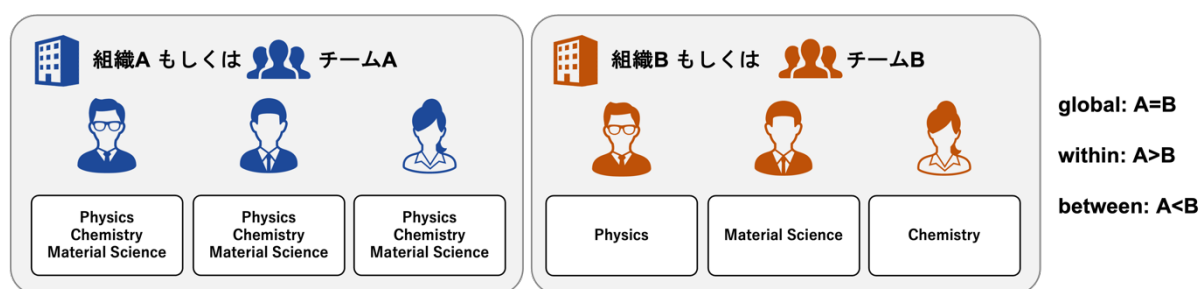 組織A もしくは チームA
Physics
Chemistry
Material Science
Physics
Chemistry
Material Science
Physics
Chemistry
Material Science
組織B もしくは チームB
Physics
Material Science
Chemistry
global: A=B
within: A>B
between: A<B